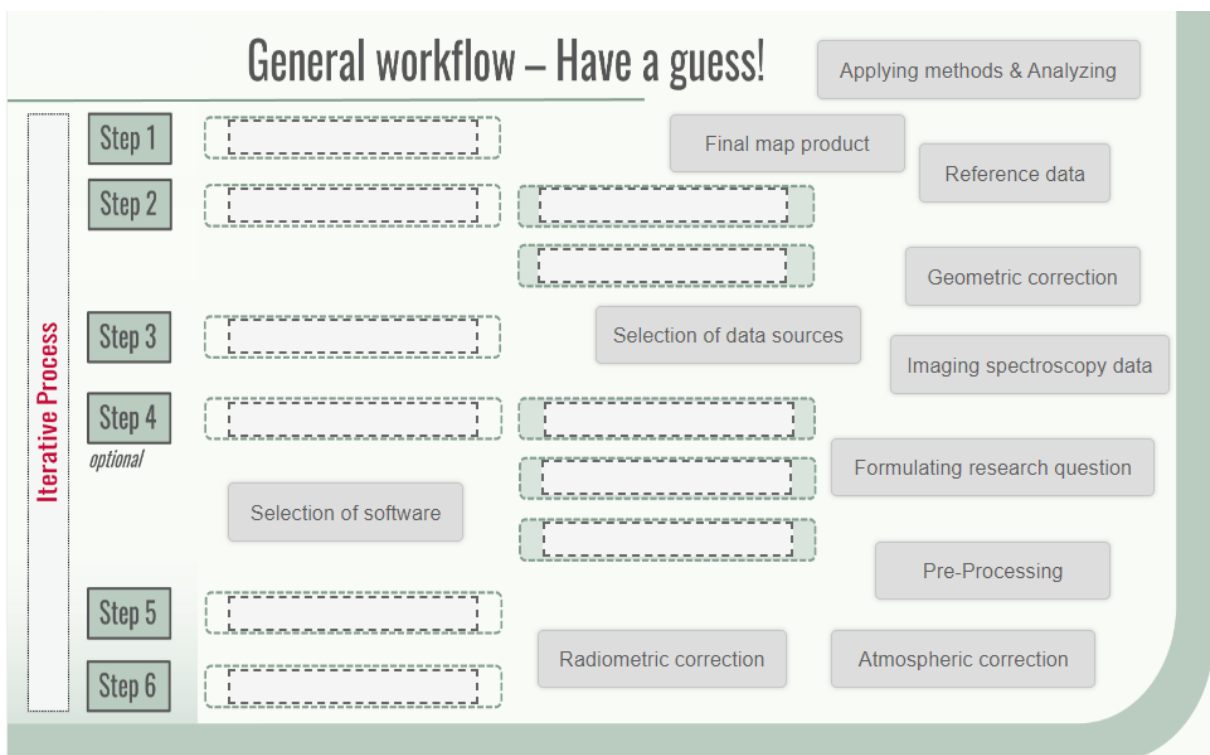 General workflow – Have a guess!
Applying methods & Analyzing
Step 1
Final map product
Reference data
Step 2
Geometric correction
Iterative Process
Step 3
Selection of data sources
Imaging spectroscopy data
Step 4
optional
Formulating research question
Selection of software
Pre-Processing
Step 5
Radiometric correction
Atmospheric correction
Step 6